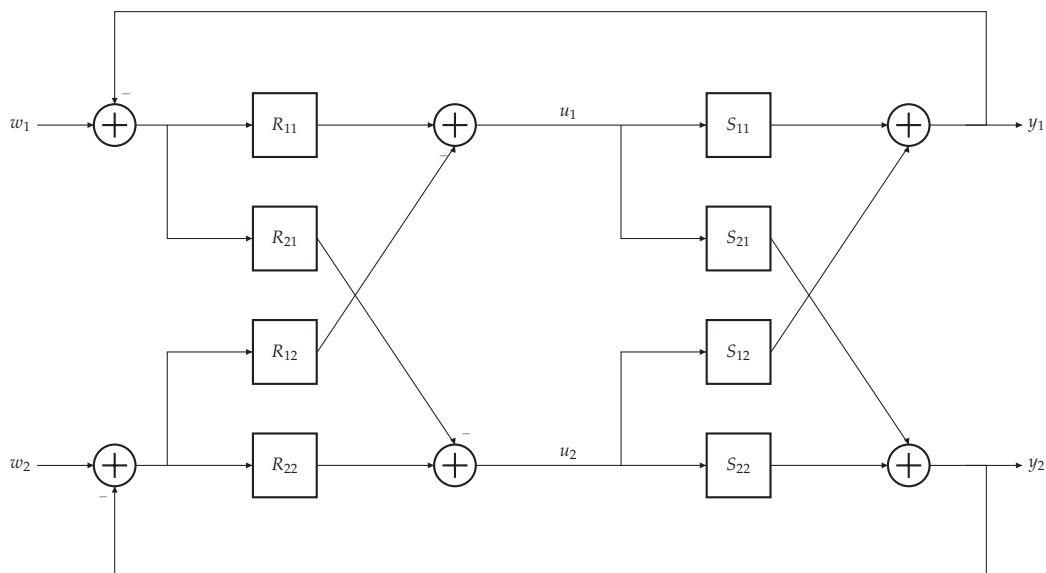 −
w₁ R₁₁ u₁ S₁₁ y₁
−
R₂₁ S₂₁
R₁₂ S₁₂
−
w₂ R₂₂ u₂ S₂₂ y₂
−